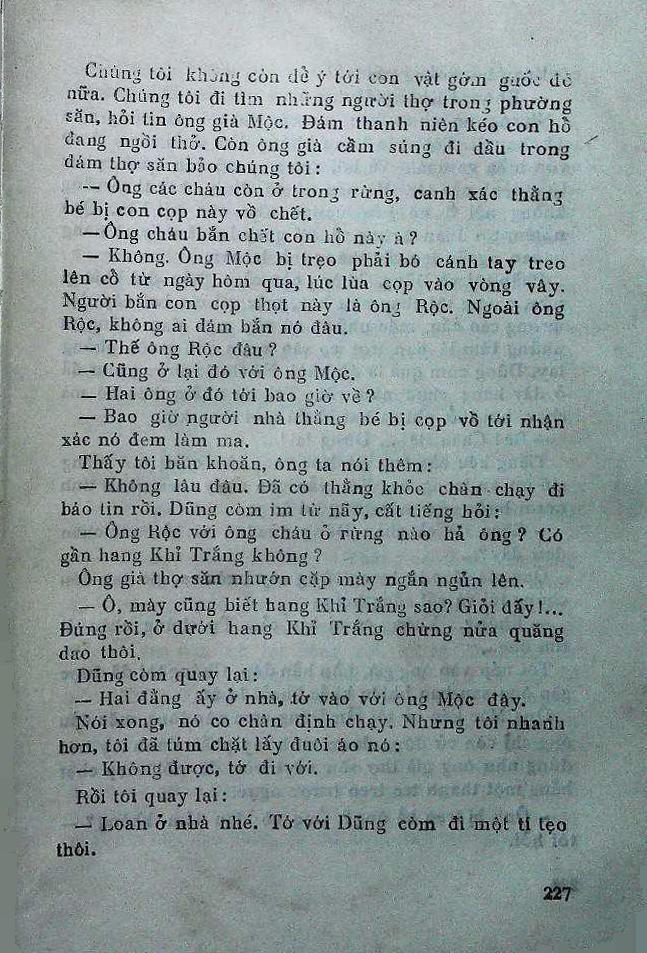 Chúng tôi không còn để ý tới con vật gớm guốc đó
nữa. Chúng tôi đi tìm những người thợ trong phường
săn, hỏi tin ông già Mộc. Đám thanh niên kéo con hổ
đang ngồi thở. Còn ông già cầm súng đi đầu trong
đám thợ săn bảo chúng tôi :
— Ông các cháu còn ở trong rừng, canh xác thằng
bé bị con cọp này vồ chết.
— Ông cháu bắn chết con hổ này à ?
— Không. Ông Mộc bị trẹo phải bó cánh tay treo
lên cổ từ ngày hôm qua, lúc lùa cọp vào vòng vây.
Người bắn con cọp thọt này là ông Rộc. Ngoài ông
Rộc, không ai dám bắn nó đâu.
— Thế ông Rộc đâu ?
— Cũng ở lại đó với ông Mộc.
— Hai ông ở đó tới bao giờ về ?
— Bao giờ người nhà thằng bé bị cọp vồ tới nhận
xác nó đem làm ma.
Thấy tôi băn khoăn, ông ta nói thêm :
— Không lâu đâu. Đã có thằng khỏe chân chạy đi
báo tin rồi. Dũng còm im từ nãy, cất tiếng hỏi :
— Ông Rộc với ông cháu ở rừng nào hả ông ? Có
gần hang Khỉ Trắng không ?
Ông già thợ săn nhướn cặp mày ngắn ngủn lên.
— Ô, mày cũng biết hang Khỉ Trắng sao? Giỏi đấy !...
Đúng rồi, ở dưới hang Khỉ Trắng chừng nửa quăng
dao thôi.
Dũng còm quay lại :
— Hai đằng ấy ở nhà, tớ vào với ông Mộc đây.
Nói xong, nó co chân định chạy. Nhưng tôi nhanh
hơn, tôi đã túm chặt lấy đuôi áo nó :
— Không được, tớ đi với.
Rồi tôi quay lại :
— Loan ở nhà nhé. Tớ với Dũng còm đi một tí tẹo
thôi.
227